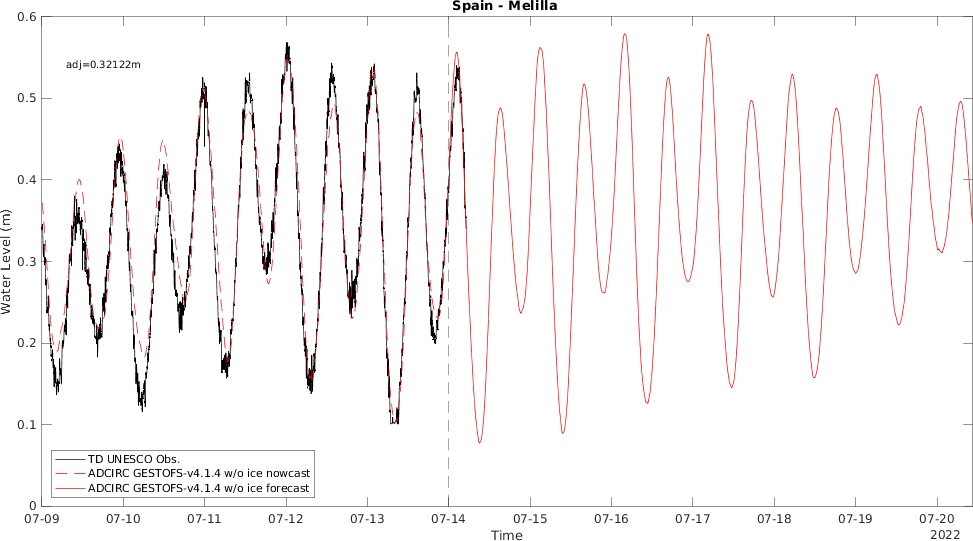 Spain - Melilla
0.6
adj=0.32122m
0.5
0.4
0.3
0.2
0.1
0
Water Level (m)
TD UNESCO Obs.
ADCIRC GESTOFS-v4.1.4 w/o ice nowcast
ADCIRC GESTOFS-v4.1.4 w/o ice forecast
07-09 07-10 07-11 07-12 07-13 07-14 07-15 07-16 07-17 07-18 07-19 07-20
Time
2022